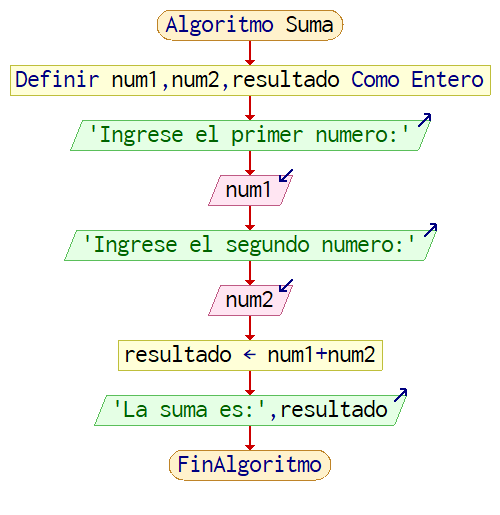 Algoritmo Suma
Definir num1,num2,resultado Como Entero
'Ingrese el primer numero:'
num1
'Ingrese el segundo numero:'
num2
resultado ← num1+num2
'La suma es:',resultado
FinAlgoritmo